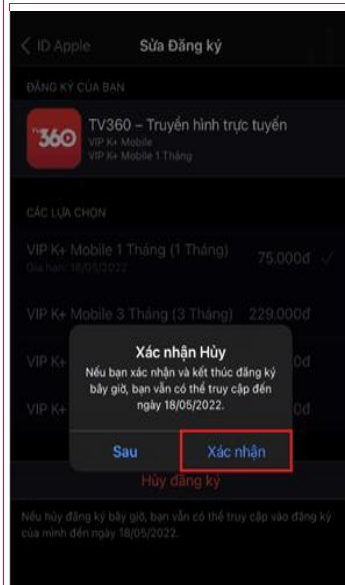 ID Apple
Sửa Đăng ký
ĐĂNG KÝ CỦA BẠN
TV360
TV360 – Truyền hình trực tuyến
VIP K+ Mobile
VIP K+ Mobile 1 Tháng
CÁC LỰA CHỌN
VIP K+ Mobile 1 Tháng (1 Tháng) 75.000đ
Gia hạn: 18/05/2022
VIP K+ Mobile 3 Tháng (3 Tháng) 229.000đ
Xác nhận Hủy
Nếu bạn xác nhận và kết thúc đăng ký
bây giờ, bạn vẫn có thể truy cập đến
ngày 18/05/2022.
VIP K+ 0đ
VIP K+ 0đ
Sau Xác nhận
Hủy đăng ký
Nếu hủy đăng ký bây giờ, bạn vẫn có thể truy cập vào đăng ký
của mình đến ngày 18/05/2022.